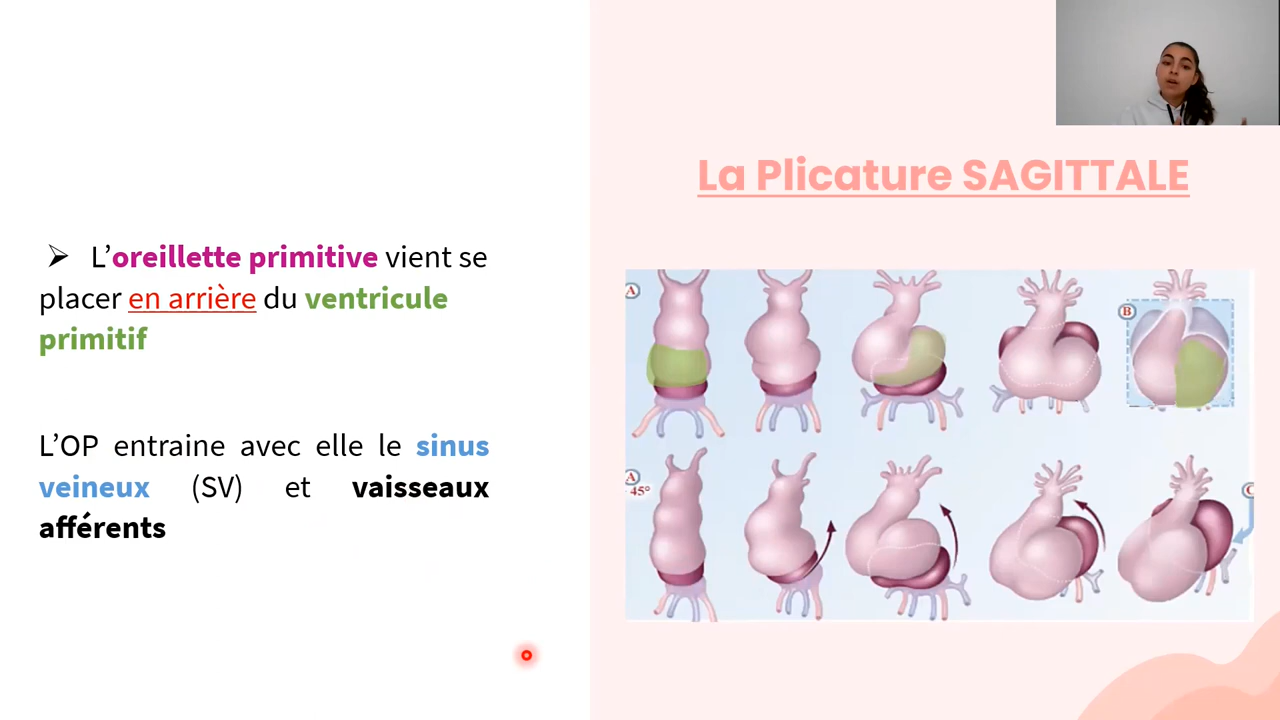 La Plicature SAGITTALE
➢ L’oreillette primitive vient se
placer en arrière du ventricule
primitif
L’OP entraine avec elle le sinus
veineux (SV) et vaisseaux
afférents
A
B
A
45°
C